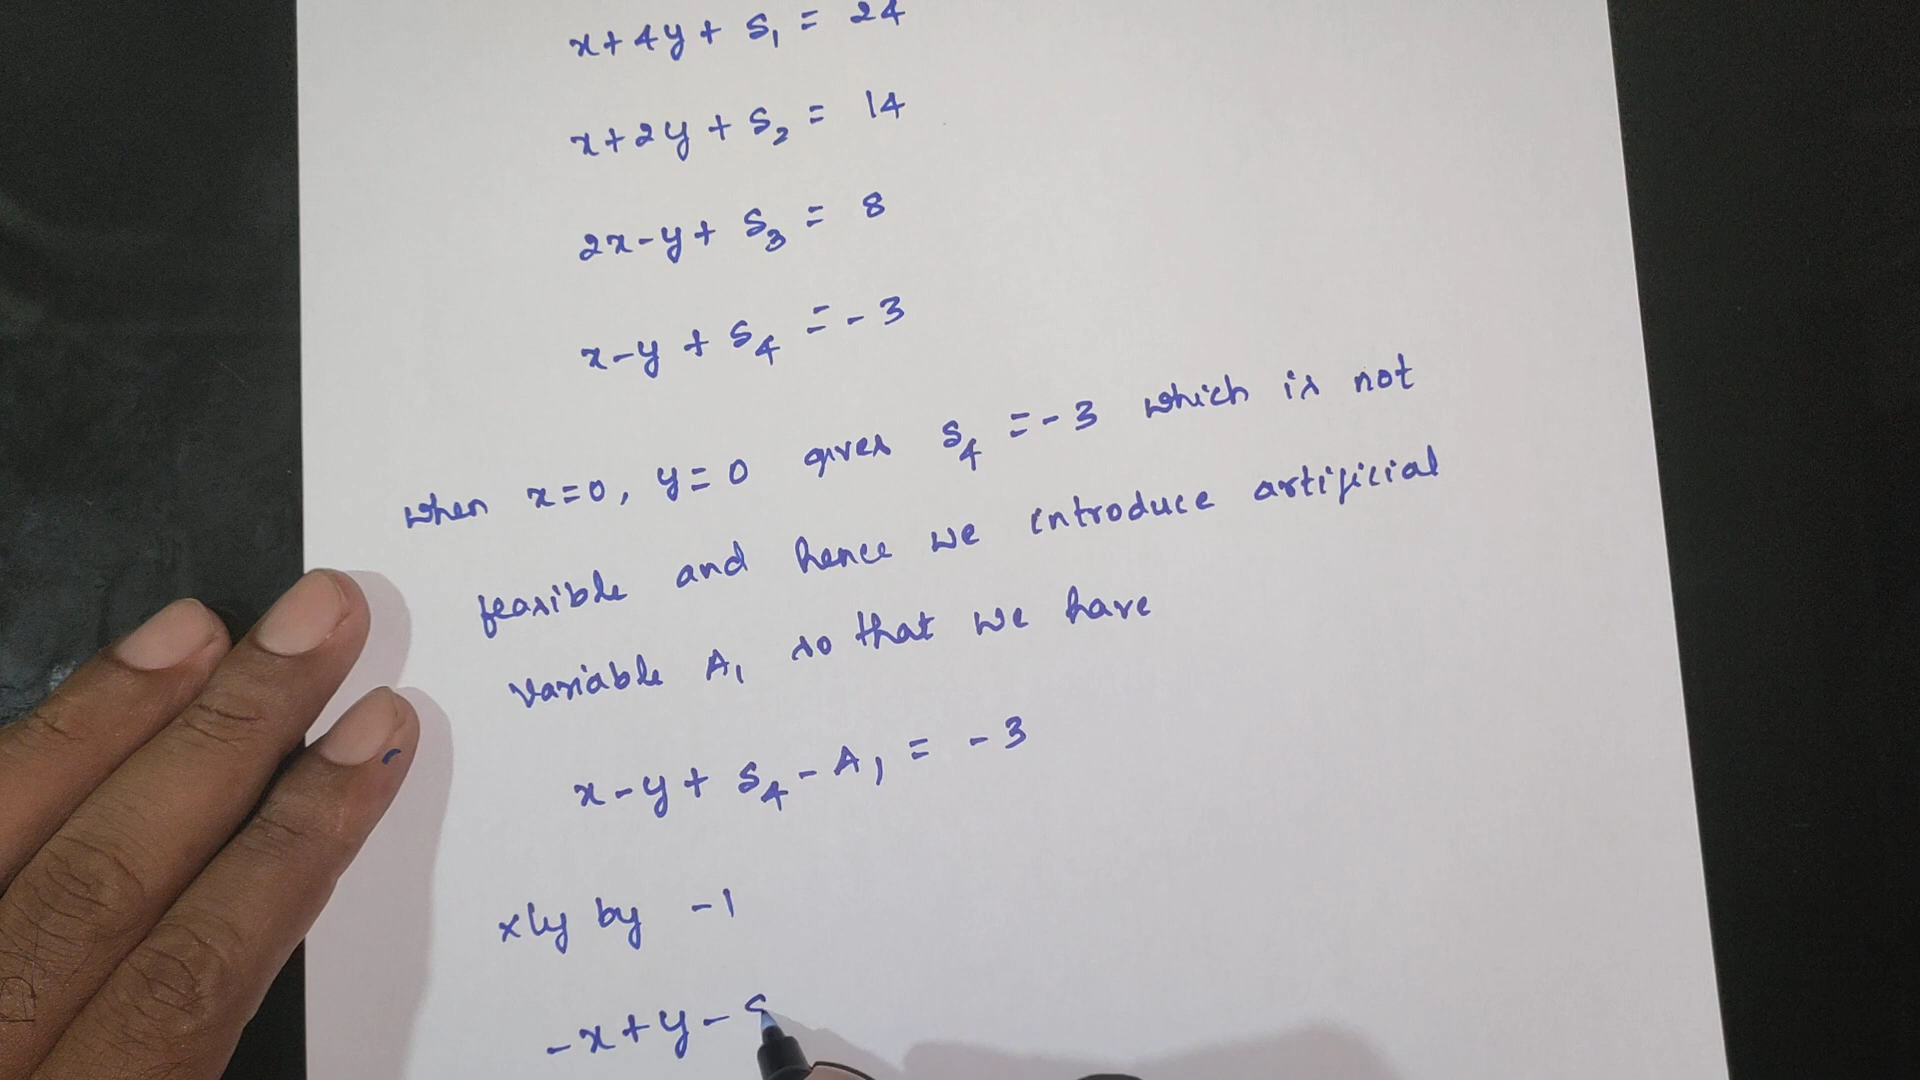 x+4y+ S₁ = 24
x+2y+S₂ = 14
2x-y+ S₃ = 8
x-y + S₄ = -3
when x=0, y=0 gives S₄ = -3 which is not
feasible and hence we introduce artificial
variable A₁ so that we have
x-y+ S₄ - A₁ = -3
xly by -1
-x+y-S